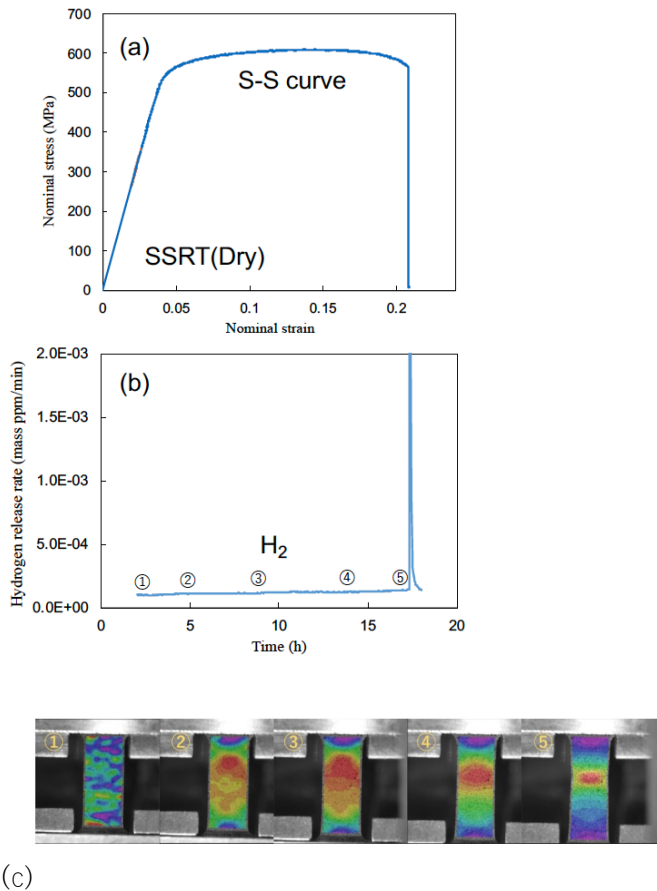 700
(a)
600
500
S-S curve
400
300
200
SSRT(Dry)
100
0
Nominal stress (MPa)
0 0.05 0.1 0.15 0.2
Nominal strain
2.0E-03
(b)
1.5E-03
1.0E-03
5.0E-04
H₂
① ② ③ ④ ⑤
0.0E+00
Hydrogen release rate (mass ppm/min)
0 5 10 15 20
Time (h)
① ② ③ ④ ⑤
(c)